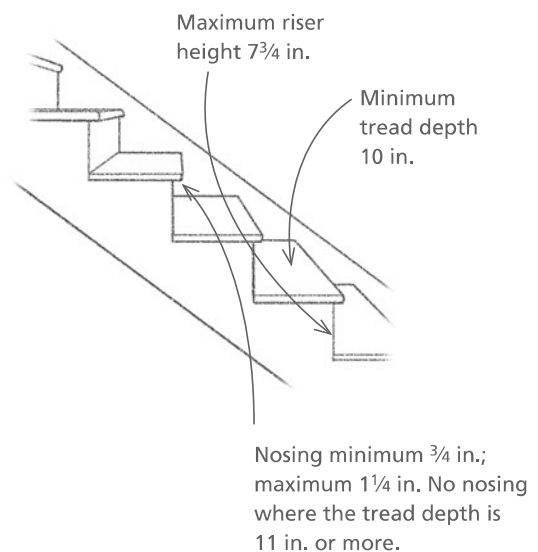 Maximum riser
height 7¾ in.
Minimum
tread depth
10 in.
Nosing minimum ¾ in.;
maximum 1¼ in. No nosing
where the tread depth is
11 in. or more.